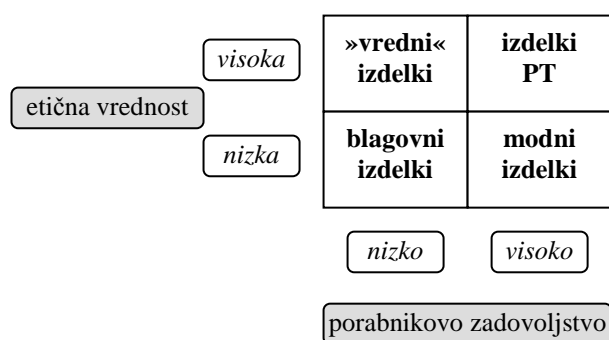 visoka
»vredni«
izdelki
izdelki
PT
etična vrednost
nizka
blagovni
izdelki
modni
izdelki
nizko
visoko
porabnikovo zadovoljstvo